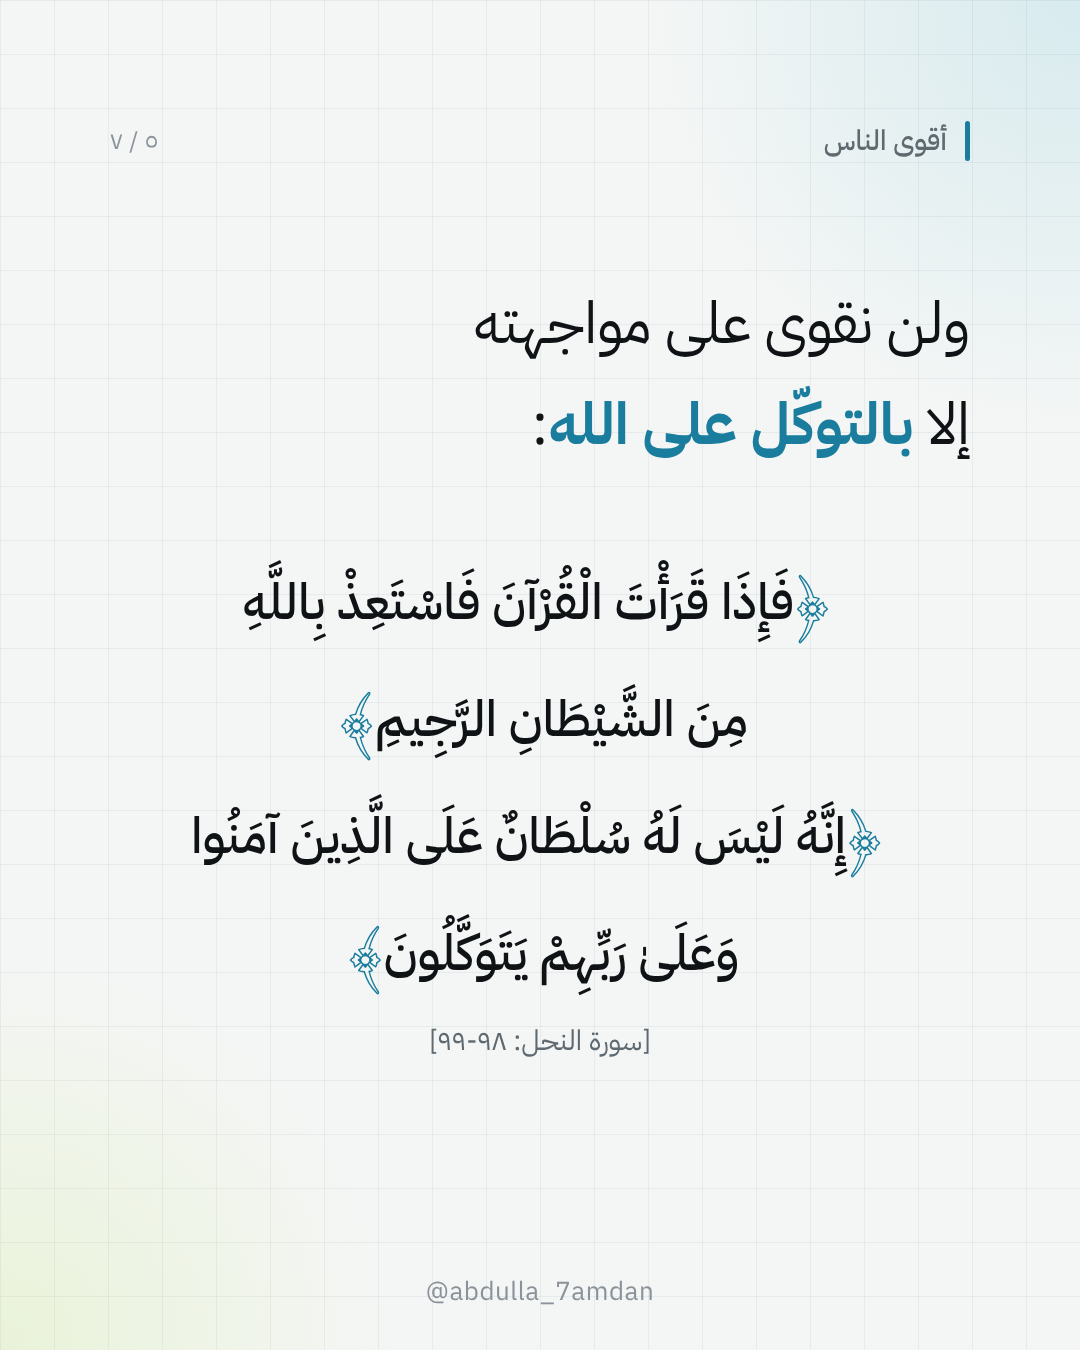 أقوى الناس
٥ / ٧
ولن نقوى على مواجهته
إلا بالتوكّل على الله:
﴿فَإِذَا قَرَأْتَ الْقُرْآنَ فَاسْتَعِذْ بِاللَّهِ
مِنَ الشَّيْطَانِ الرَّجِيمِ﴾
﴿إِنَّهُ لَيْسَ لَهُ سُلْطَانٌ عَلَى الَّذِينَ آمَنُوا
وَعَلَىٰ رَبِّهِمْ يَتَوَكَّلُونَ﴾
[سورة النحل: ٩٨-٩٩]
@abdulla_7amdan